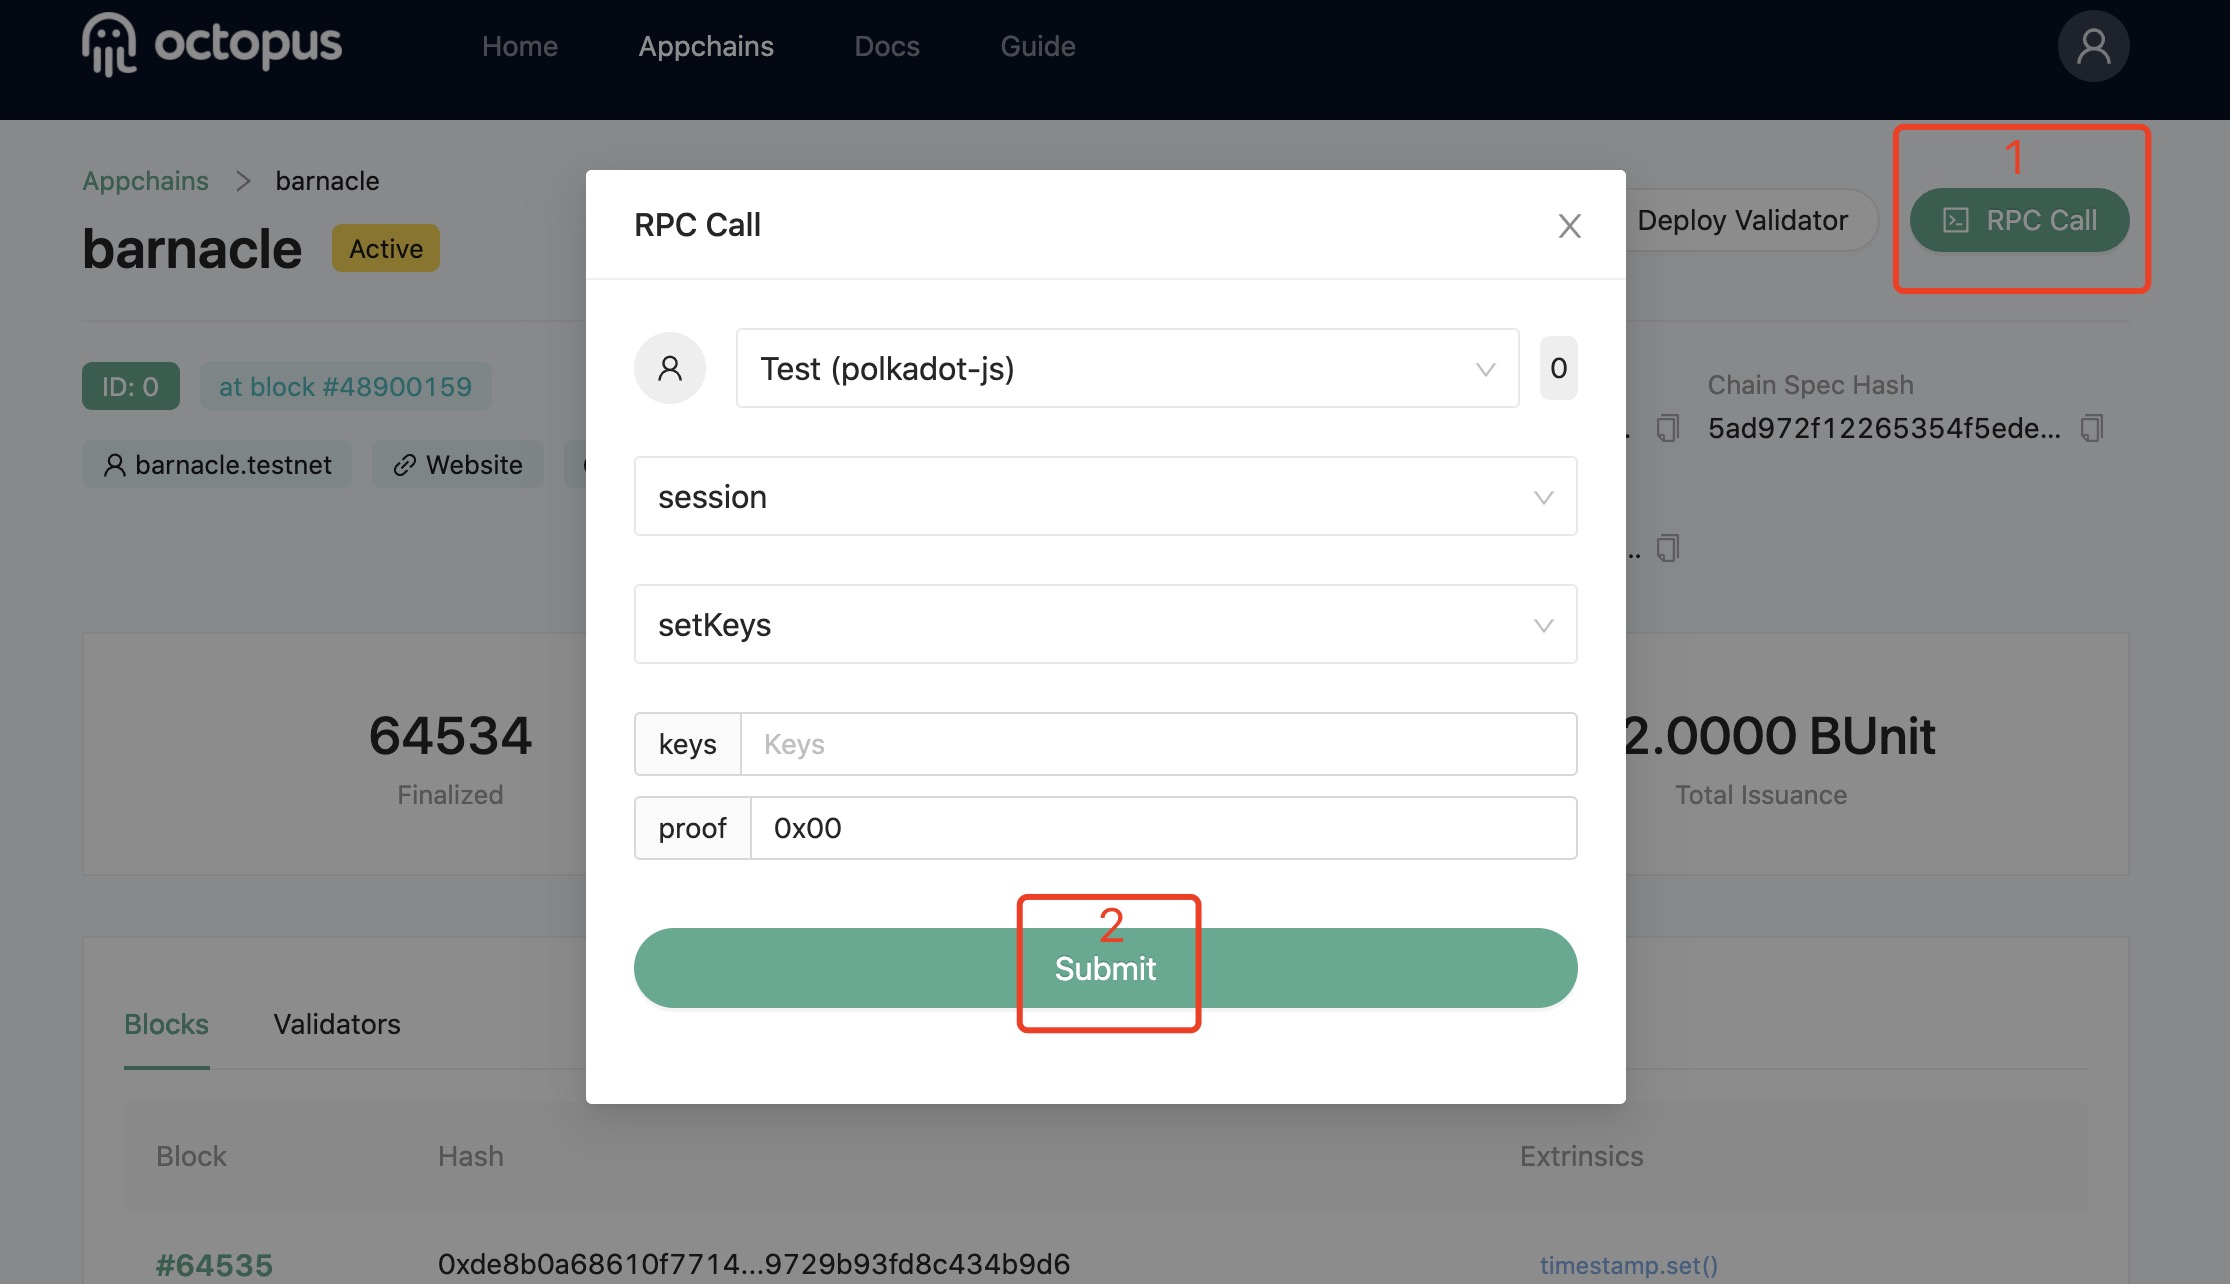 octopus
Home Appchains Docs Guide
1
Appchains > barnacle
barnacle Active
Deploy Validator
RPC Call
RPC Call
Test (polkadot-js) 0
ID: 0 at block #48900159
Chain Spec Hash
5ad972f12265354f5ede...
barnacle.testnet Website
session
setKeys
64534
Finalized
2.0000 BUnit
Total Issuance
keys Keys
proof 0x00
2
Submit
Blocks Validators
Block Hash Extrinsics
#64535 0xde8b0a68610f7714...9729b93fd8c434b9d6 timestamp.set()